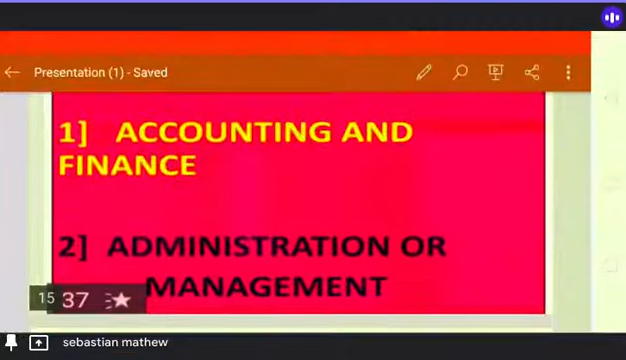 Presentation (1) - Saved
1] ACCOUNTING AND
FINANCE
2] ADMINISTRATION OR
MANAGEMENT
15 37
sebastian mathew